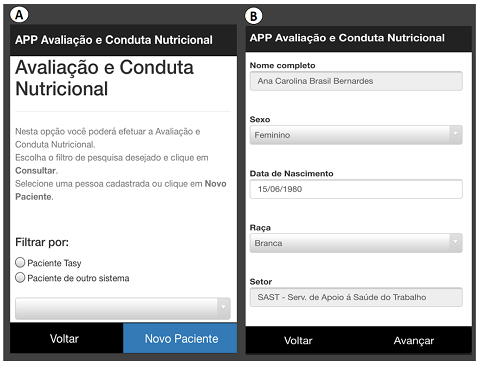 A
APP Avaliação e Conduta Nutricional
Avaliação e Conduta
Nutricional
Nesta opção você poderá efetuar a Avaliação e
Conduta Nutricional.
Escolha o filtro de pesquisa desejado e clique em
Consultar.
Selecione uma pessoa cadastrada ou clique em Novo
Paciente.
Filtrar por:
Paciente Tasy
Paciente de outro sistema
Voltar
Novo Paciente
B
APP Avaliação e Conduta Nutricional
Nome completo
Ana Carolina Brasil Bernardes
Sexo
Feminino
Data de Nascimento
15/06/1980
Raça
Branca
Setor
SAST - Serv. de Apoio á Saúde do Trabalho
Voltar
Avançar